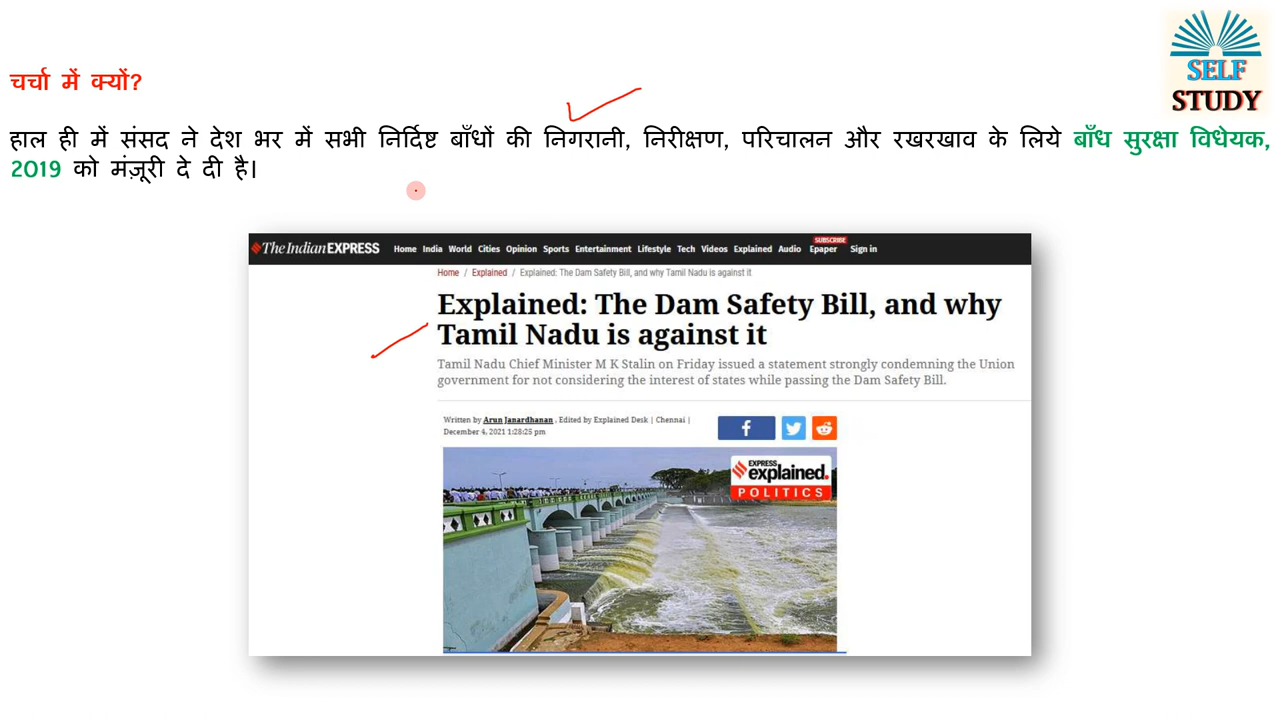 SELF
STUDY
चर्चा में क्यों?
हाल ही में संसद ने देश भर में सभी निर्दिष्ट बाँधों की निगरानी, निरीक्षण, परिचालन और रखरखाव के लिये बाँध सुरक्षा विधेयक,
2019 को मंज़ूरी दे दी है।
The Indian EXPRESS Home India World Cities Opinion Sports Entertainment Lifestyle Tech Videos Explained Audio SUBSCRIBE Epaper Sign in
Home / Explained / Explained: The Dam Safety Bill, and why Tamil Nadu is against it
Explained: The Dam Safety Bill, and why
Tamil Nadu is against it
Tamil Nadu Chief Minister M K Stalin on Friday issued a statement strongly condemning the Union
government for not considering the interest of states while passing the Dam Safety Bill.
Written by Arun Janardhanan , Edited by Explained Desk | Chennai |
December 4, 2021 1:28:25 pm
EXPRESS
explained.
POLITICS